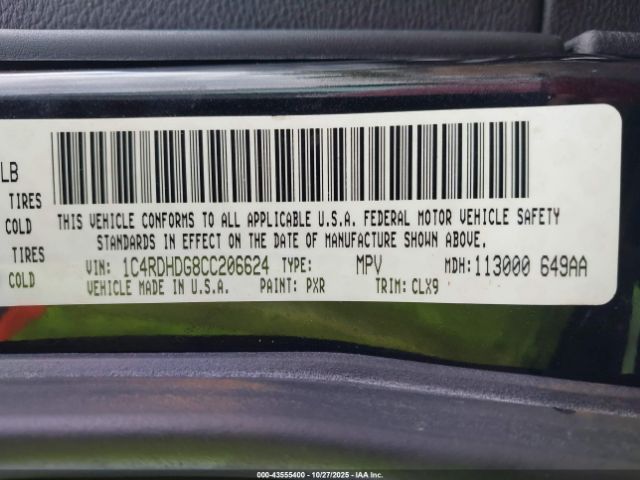 LB
TIRES
COLD
TIRES
COLD
THIS VEHICLE CONFORMS TO ALL APPLICABLE U.S.A. FEDERAL MOTOR VEHICLE SAFETY
STANDARDS IN EFFECT ON THE DATE OF MANUFACTURE SHOWN ABOVE.
VIN: 1C4RDHDG8CC206624 TYPE: MPV MDH:113000 649AA
VEHICLE MADE IN U.S.A. PAINT: PXR TRIM:CLX9
000-43555400 - 10/27/2025 - IAA Inc.